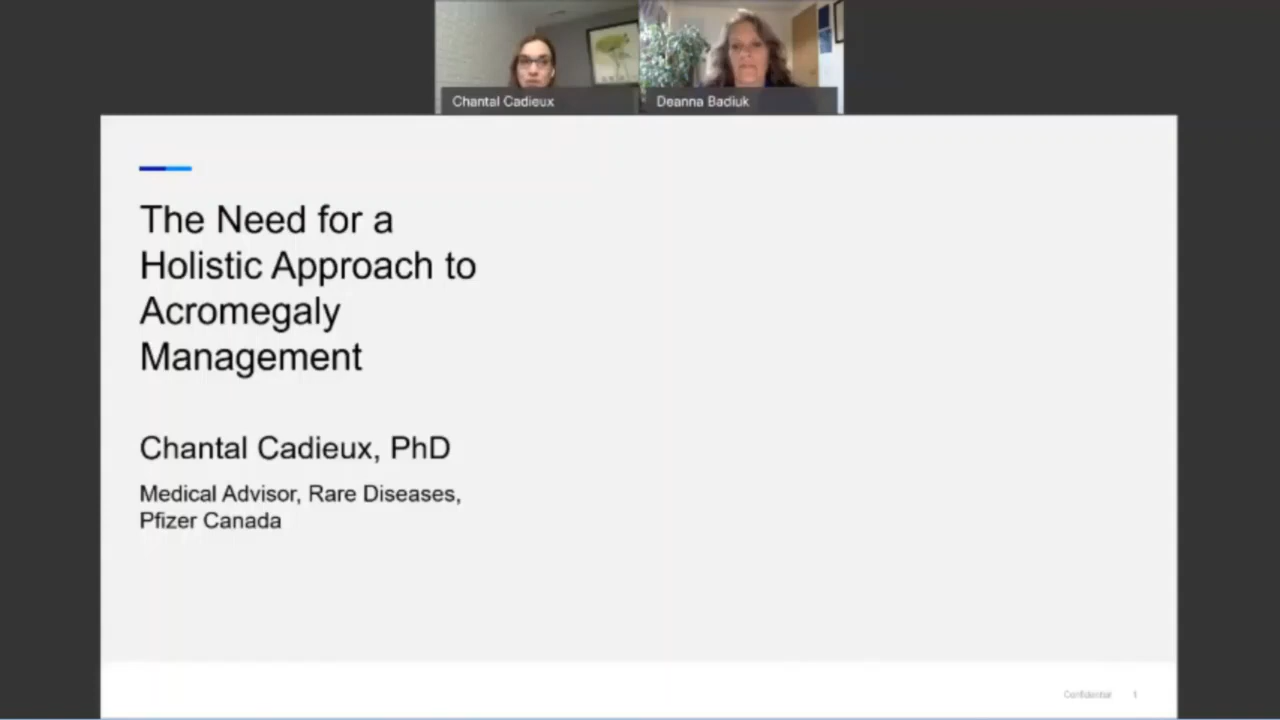 Chantal Cadieux
Deanna Badiuk
The Need for a
Holistic Approach to
Acromegaly
Management
Chantal Cadieux, PhD
Medical Advisor, Rare Diseases,
Pfizer Canada
Confidential 1